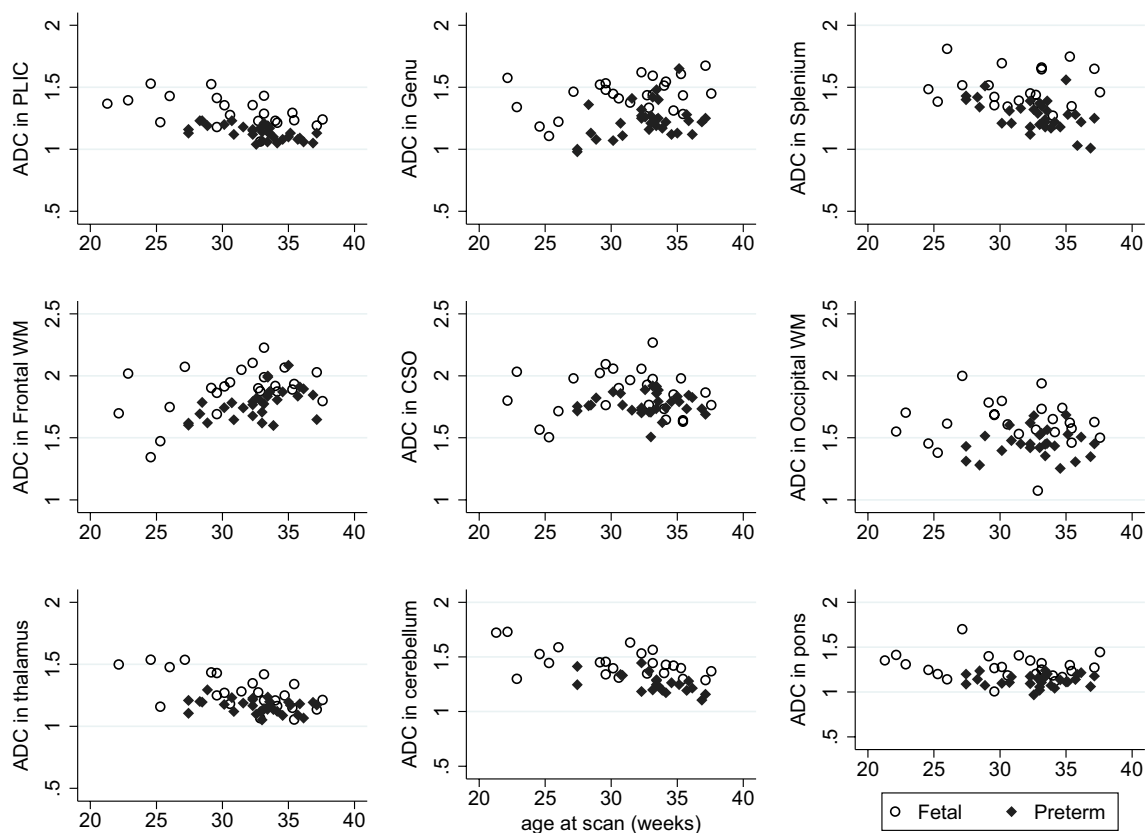 ADC in PLIC
2
1.5
1
.5
20 25 30 35 40
ADC in Genu
2
1.5
1
.5
20 25 30 35 40
ADC in Splenium
2
1.5
1
.5
20 25 30 35 40
ADC in Frontal WM
2.5
2
1.5
1
20 25 30 35 40
ADC in CSO
2.5
2
1.5
1
20 25 30 35 40
ADC in Occipital WM
2.5
2
1.5
1
20 25 30 35 40
ADC in thalamus
2
1.5
1
.5
20 25 30 35 40
ADC in cerebellum
2
1.5
1
.5
20 25 30 35 40
age at scan (weeks)
ADC in pons
2
1.5
1
.5
20 25 30 35 40
Fetal Preterm